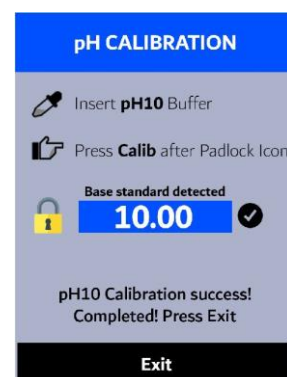 pH CALIBRATION
Insert pH10 Buffer
Press Calib after Padlock Icon
Base standard detected
10.00
pH10 Calibration success!
Completed! Press Exit
Exit